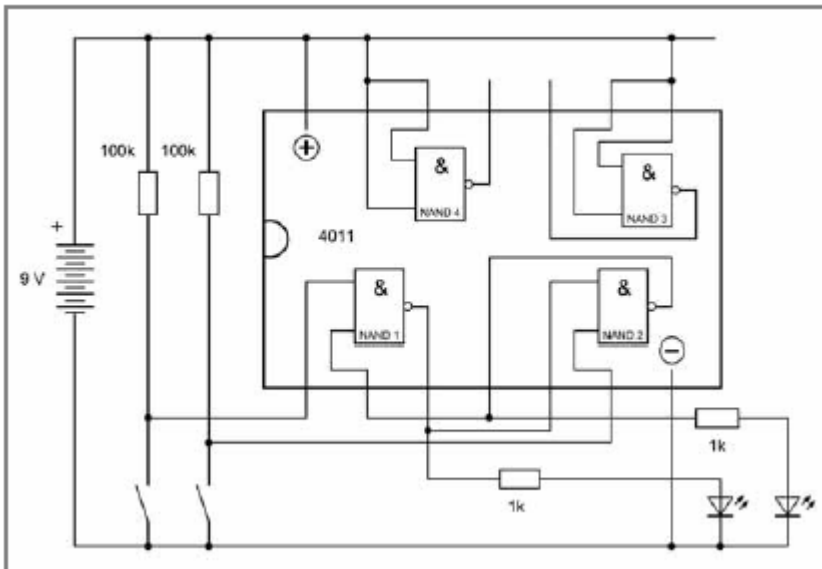 100k
100k
+
&
NAND 4
&
NAND 3
+
9 V
4011
&
NAND 1
&
NAND 2
−
1k
1k